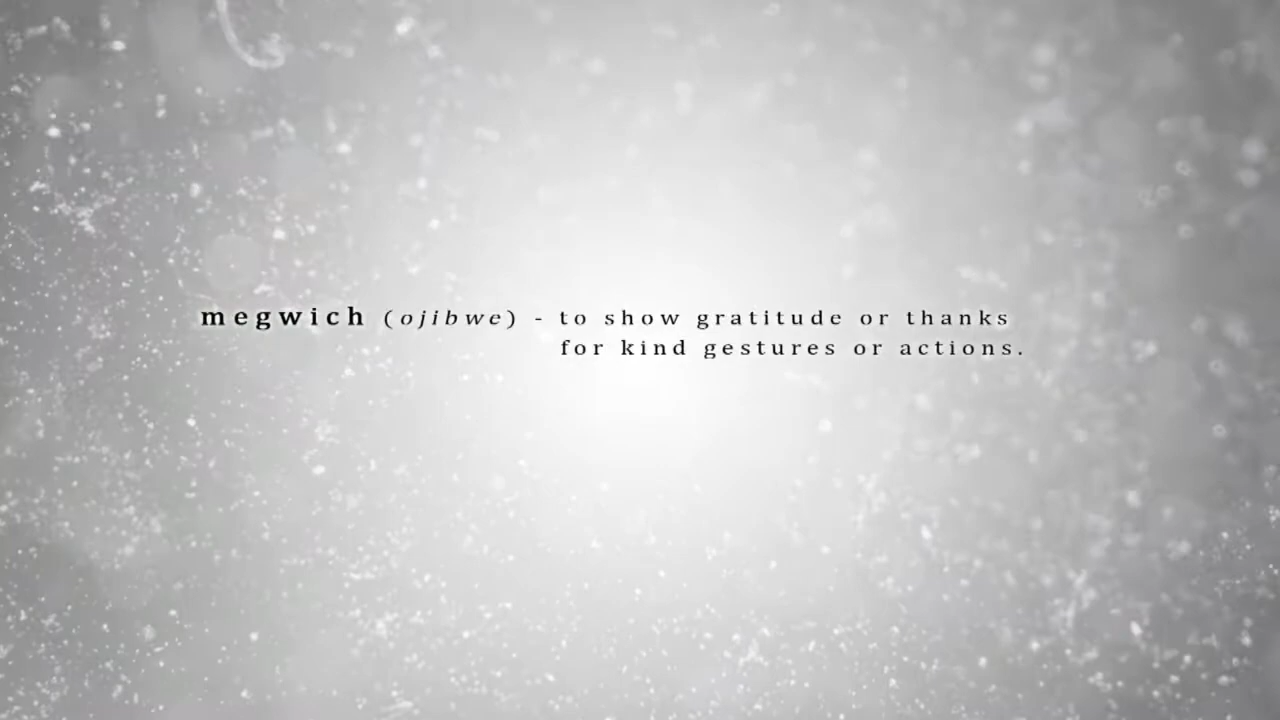 megwich (ojibwe) - to show gratitude or thanks
for kind gestures or actions.